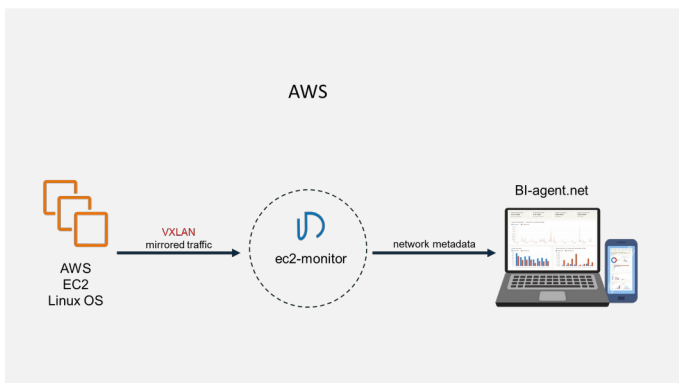 AWS
BI-agent.net
VXLAN
mirrored traffic
ec2-monitor
network metadata
AWS
EC2
Linux OS